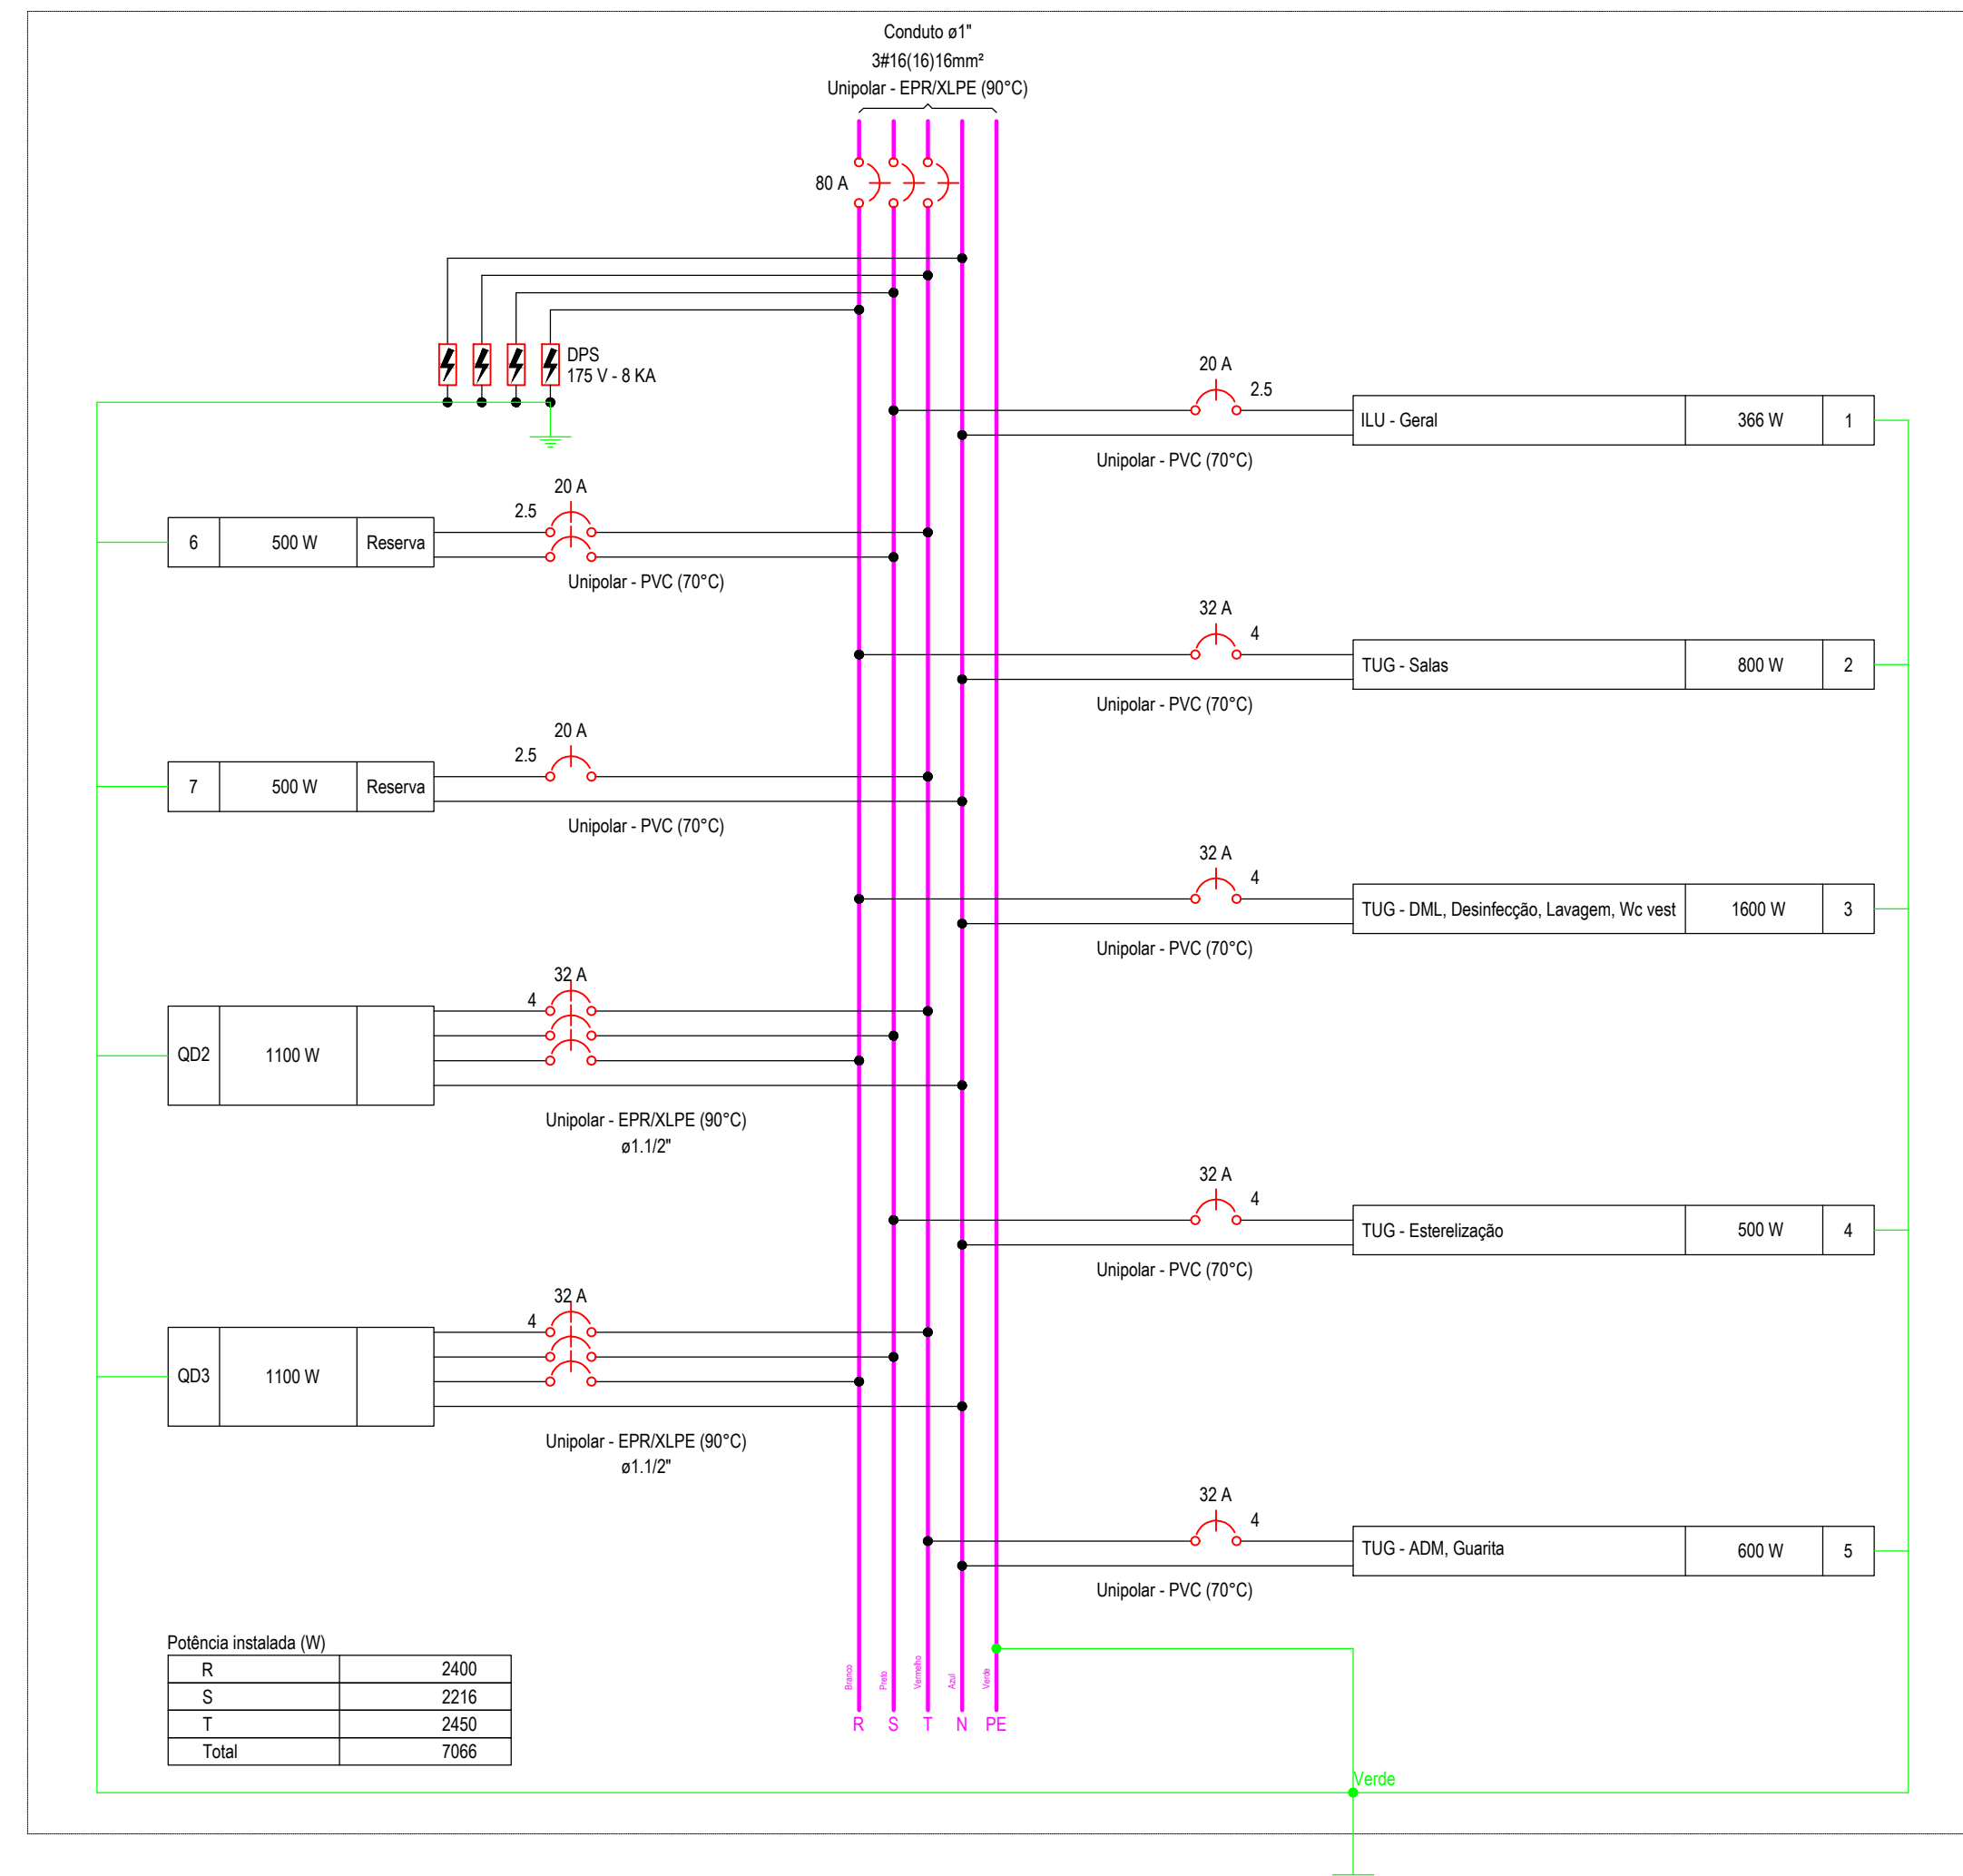 Conduto ø1"
3#16(16)16mm²
Unipolar - EPR/XLPE (90°C)
80 A
DPS
175 V - 8 KA
20 A
2.5
ILU - Geral 366 W 1
Unipolar - PVC (70°C)
20 A
2.5
6 500 W Reserva
Unipolar - PVC (70°C)
32 A
4
TUG - Salas 800 W 2
Unipolar - PVC (70°C)
20 A
2.5
7 500 W Reserva
Unipolar - PVC (70°C)
32 A
4
TUG - DML, Desinfecção, Lavagem, Wc vest 1600 W 3
Unipolar - PVC (70°C)
32 A
4
QD2 1100 W
Unipolar - EPR/XLPE (90°C)
ø1.1/2"
32 A
4
TUG - Esterelização 500 W 4
Unipolar - PVC (70°C)
32 A
4
QD3 1100 W
Unipolar - EPR/XLPE (90°C)
ø1.1/2"
32 A
4
TUG - ADM, Guarita 600 W 5
Unipolar - PVC (70°C)
Potência instalada (W)
R 2400
S 2216
T 2450
Total 7066
Branco Preto Vermelho Azul Verde
R S T N PE
Verde